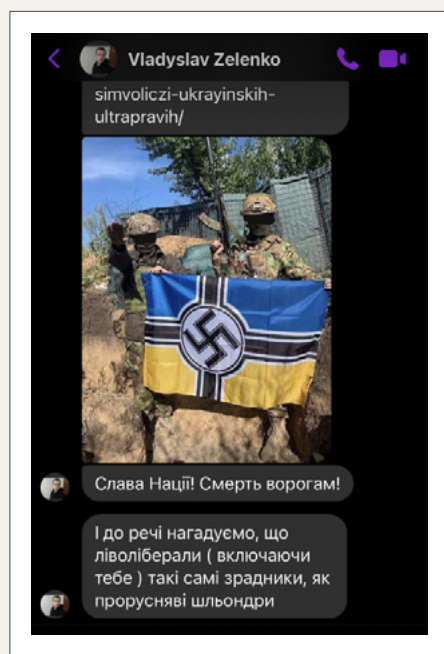 Vladyslav Zelenko
simvoliczi-ukrayinskih-
ultrapravih/
Слава Нації! Смерть ворогам!
І до речі нагадуємо, що
ліволіберали ( включаючи
тебе ) такі самі зрадники, як
прорусняві шльондри